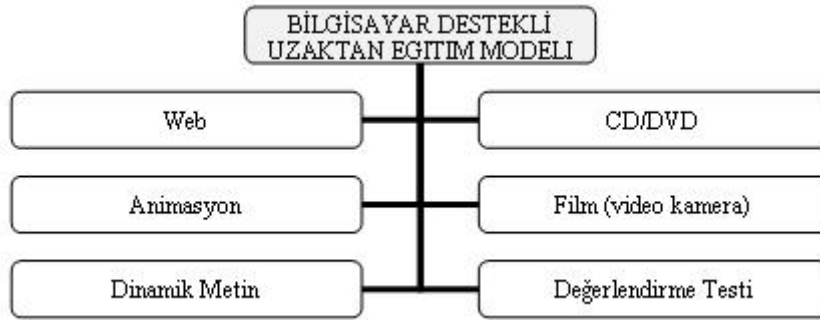 BİLGİSAYAR DESTEKLİ
UZAKTAN EGITIM MODELI
Web
CD/DVD
Animasyon
Film (video kamera)
Dinamik Metin
Değerlendirme Testi